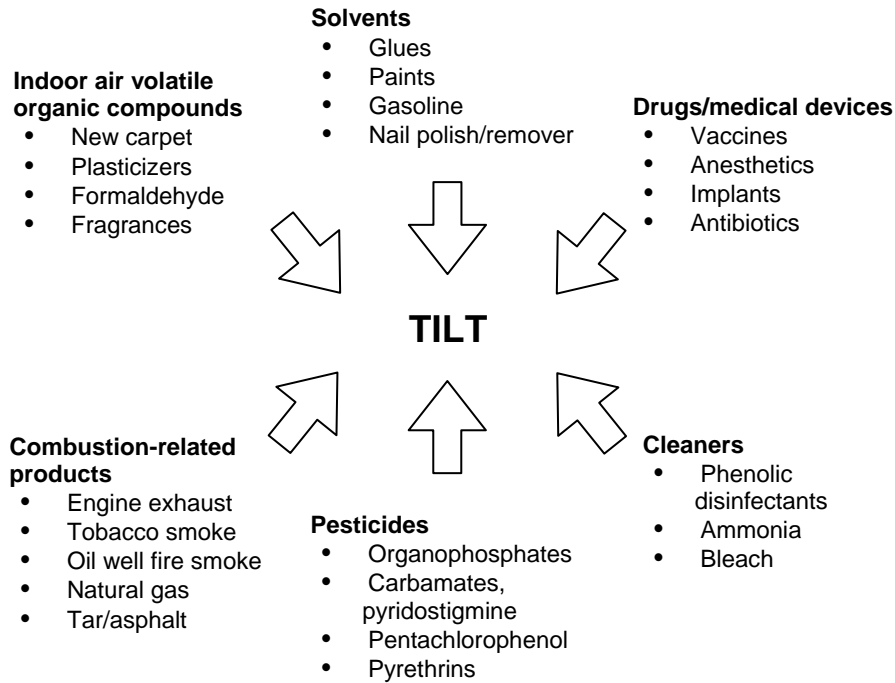 Solvents
• Glues
• Paints
• Gasoline
• Nail polish/remover
Indoor air volatile
organic compounds
• New carpet
• Plasticizers
• Formaldehyde
• Fragrances
Drugs/medical devices
• Vaccines
• Anesthetics
• Implants
• Antibiotics
TILT
Combustion-related
products
• Engine exhaust
• Tobacco smoke
• Oil well fire smoke
• Natural gas
• Tar/asphalt
Pesticides
• Organophosphates
• Carbamates,
pyridostigmine
• Pentachlorophenol
• Pyrethrins
Cleaners
• Phenolic
disinfectants
• Ammonia
• Bleach